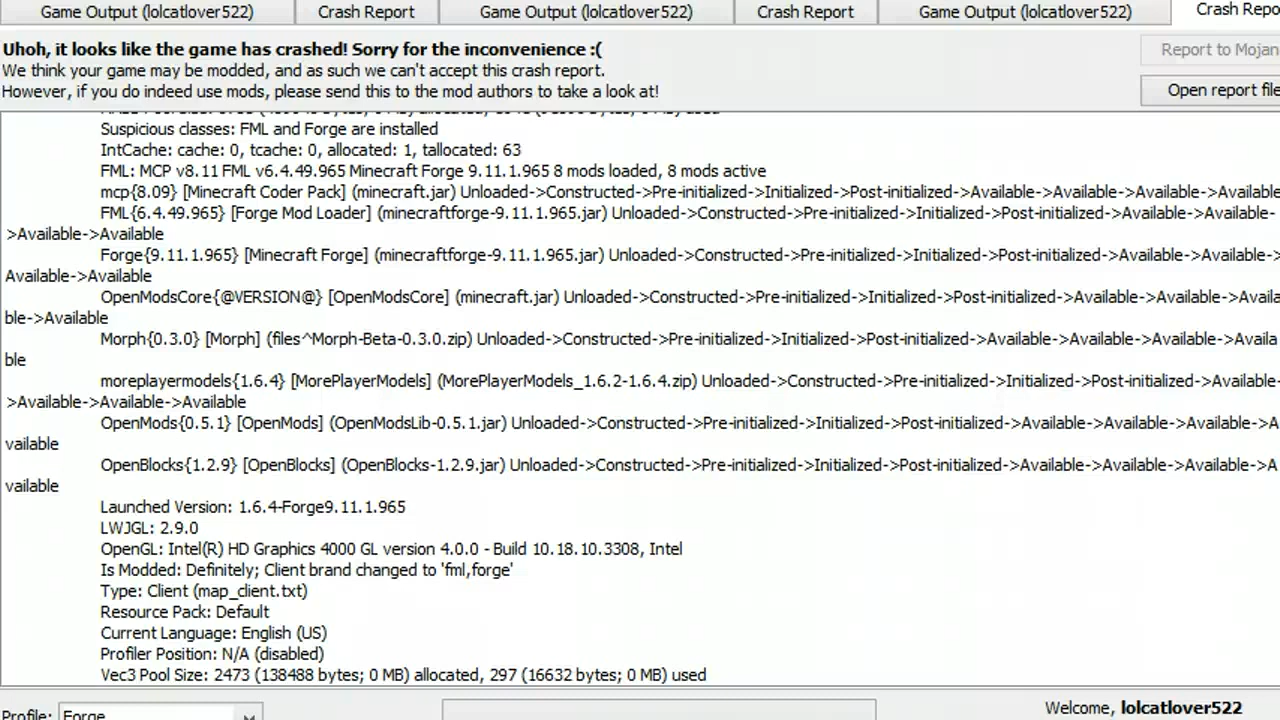 Game Output (lolcatlover522) Crash Report Game Output (lolcatlover522) Crash Report Game Output (lolcatlover522) Crash Repo
Uhoh, it looks like the game has crashed! Sorry for the inconvenience :(
We think your game may be modded, and as such we can't accept this crash report.
However, if you do indeed use mods, please send this to the mod authors to take a look at!
Report to Mojan
Open report file
Suspicious classes: FML and Forge are installed
IntCache: cache: 0, tcache: 0, allocated: 1, tallocated: 63
FML: MCP v8.11 FML v6.4.49.965 Minecraft Forge 9.11.1.965 8 mods loaded, 8 mods active
mcp{8.09} [Minecraft Coder Pack] (minecraft.jar) Unloaded->Constructed->Pre-initialized->Initialized->Post-initialized->Available->Available->Available->Available
FML{6.4.49.965} [Forge Mod Loader] (minecraftforge-9.11.1.965.jar) Unloaded->Constructed->Pre-initialized->Initialized->Post-initialized->Available->Available-
>Available->Available
Forge{9.11.1.965} [Minecraft Forge] (minecraftforge-9.11.1.965.jar) Unloaded->Constructed->Pre-initialized->Initialized->Post-initialized->Available->Available->
Available->Available
OpenModsCore{@VERSION@} [OpenModsCore] (minecraft.jar) Unloaded->Constructed->Pre-initialized->Initialized->Post-initialized->Available->Available->Availa
ble->Available
Morph{0.3.0} [Morph] (files^Morph-Beta-0.3.0.zip) Unloaded->Constructed->Pre-initialized->Initialized->Post-initialized->Available->Available->Available->Availa
ble
moreplayermodels{1.6.4} [MorePlayerModels] (MorePlayerModels_1.6.2-1.6.4.zip) Unloaded->Constructed->Pre-initialized->Initialized->Post-initialized->Available-
>Available->Available->Available
OpenMods{0.5.1} [OpenMods] (OpenModsLib-0.5.1.jar) Unloaded->Constructed->Pre-initialized->Initialized->Post-initialized->Available->Available->Available->A
vailable
OpenBlocks{1.2.9} [OpenBlocks] (OpenBlocks-1.2.9.jar) Unloaded->Constructed->Pre-initialized->Initialized->Post-initialized->Available->Available->Available->A
vailable
Launched Version: 1.6.4-Forge9.11.1.965
LWJGL: 2.9.0
OpenGL: Intel(R) HD Graphics 4000 GL version 4.0.0 - Build 10.18.10.3308, Intel
Is Modded: Definitely; Client brand changed to 'fml,forge'
Type: Client (map_client.txt)
Resource Pack: Default
Current Language: English (US)
Profiler Position: N/A (disabled)
Vec3 Pool Size: 2473 (138488 bytes; 0 MB) allocated, 297 (16632 bytes; 0 MB) used
Profile: Forge
Welcome, lolcatlover522